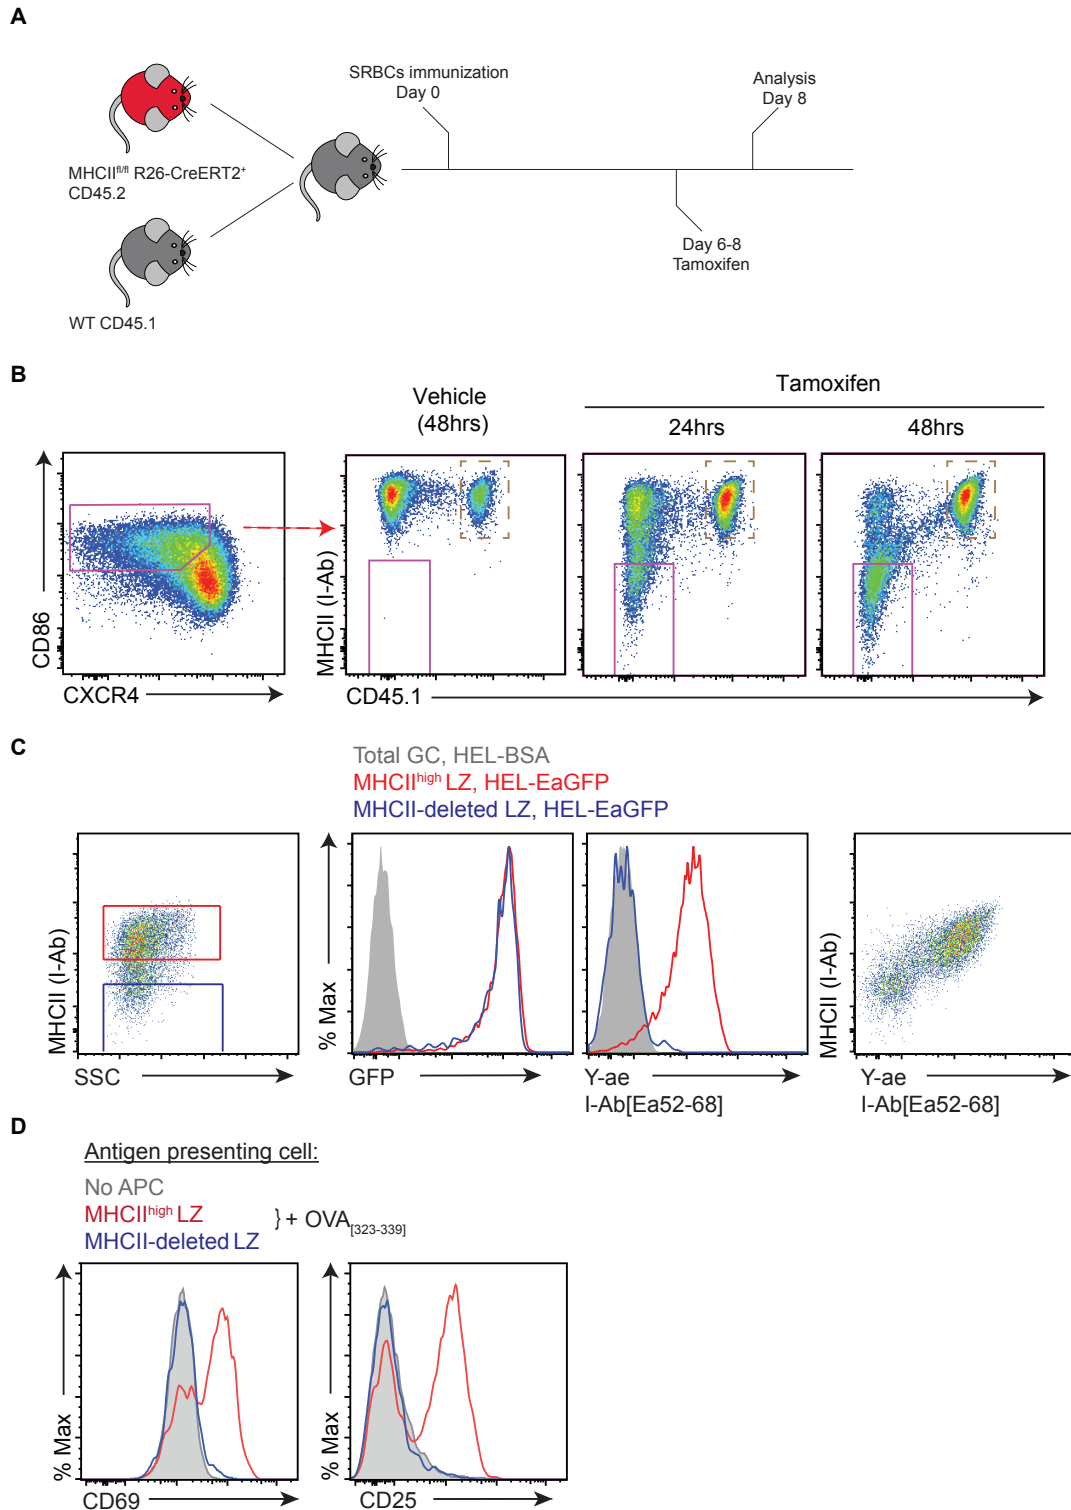 A
SRBCs immunization
Day 0
Analysis
Day 8
MHCIIfl/fl R26-CreERT2+
CD45.2
Day 6-8
Tamoxifen
WT CD45.1
B
Vehicle
(48hrs)
Tamoxifen
24hrs
48hrs
CD86
CXCR4
MHCII (I-Ab)
CD45.1
C
Total GC, HEL-BSA
MHCIIhigh LZ, HEL-EaGFP
MHCII-deleted LZ, HEL-EaGFP
MHCII (I-Ab)
SSC
% Max
GFP
Y-ae
I-Ab[Ea52-68]
MHCII (I-Ab)
Y-ae
I-Ab[Ea52-68]
D
Antigen presenting cell:
No APC
MHCIIhigh LZ
MHCII-deleted LZ
} + OVA[323-339]
% Max
CD69
% Max
CD25